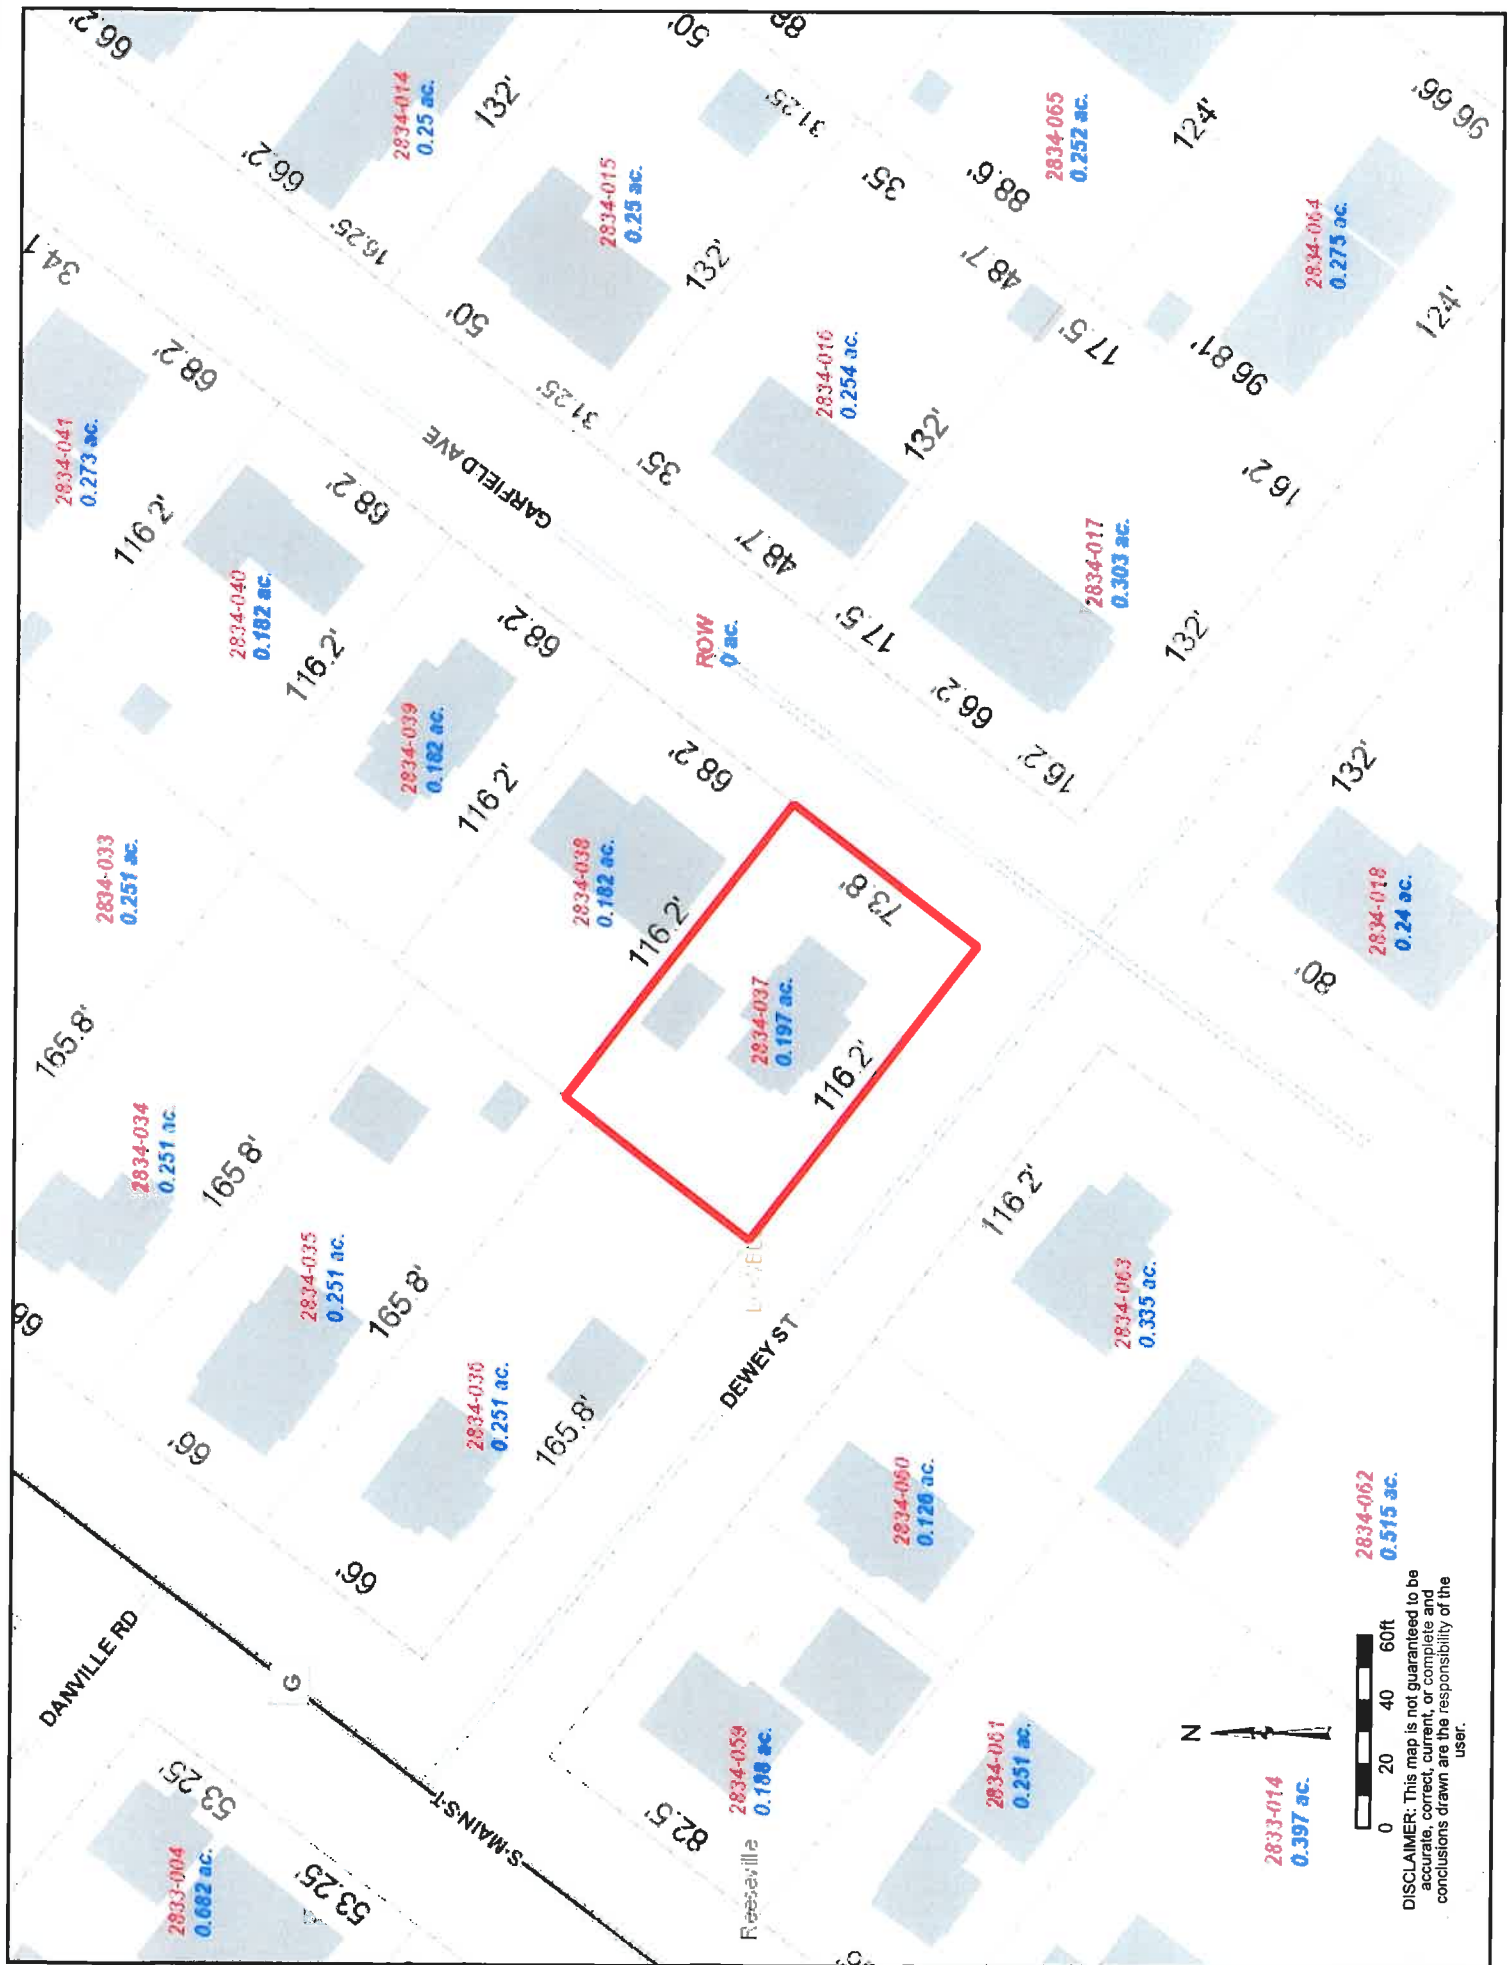 DANVILLE RD
G
S-MAIN-S-T
DEWEY ST
GARFIELD AVE
Reeseville
ROW
0 ac.
2833-004
0.682 ac.
53.25'
53.25'
66'
66'
66
2834-034
0.251 ac.
2834-033
0.251 ac.
165.8'
165.8'
165.8'
165.8'
2834-035
0.251 ac.
2834-036
0.251 ac.
2834-041
0.273 ac.
2834-040
0.182 ac.
2834-039
0.182 ac.
2834-038
0.182 ac.
2834-037
0.197 ac.
116.2'
116.2'
116 2'
116 2'
116.2'
73.8'
68.2'
68.2'
68.2'
68.2'
34.1
66.2'
66.2'
16.25'
50'
31.25'
35'
48.7'
17.5'
66.2'
16.2'
2834-014
0.25 ac.
132'
2834-015
0.25 ac.
132'
2834-016
0.254 ac.
132'
2834-017
0.303 ac.
132'
2834-018
0.24 ac.
132'
80'
50'
88
31.25'
35'
88.6'
48.7'
17.5'
96 81'
16 2'
2834-065
0.252 ac.
124'
96 66'
2834-064
0.275 ac.
124'
116 2'
2834-063
0.335 ac.
2834-060
0.126 ac.
2834-059
0.188 ac.
82.5'
2834-061
0.251 ac.
2834-062
0.515 ac.
2833-014
0.397 ac.
N
0 20 40 60ft
DISCLAIMER: This map is not guaranteed to be
accurate, correct, current, or complete and
conclusions drawn are the responsibility of the
user.